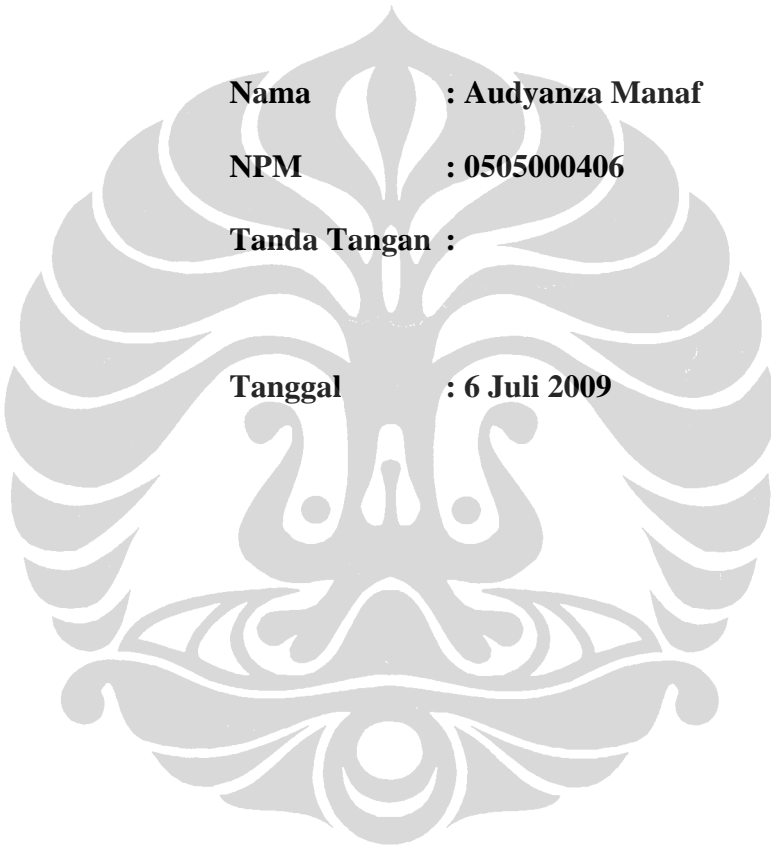 Nama : Audyanza Manaf
NPM : 0505000406
Tanda Tangan :
Tanggal : 6 Juli 2009